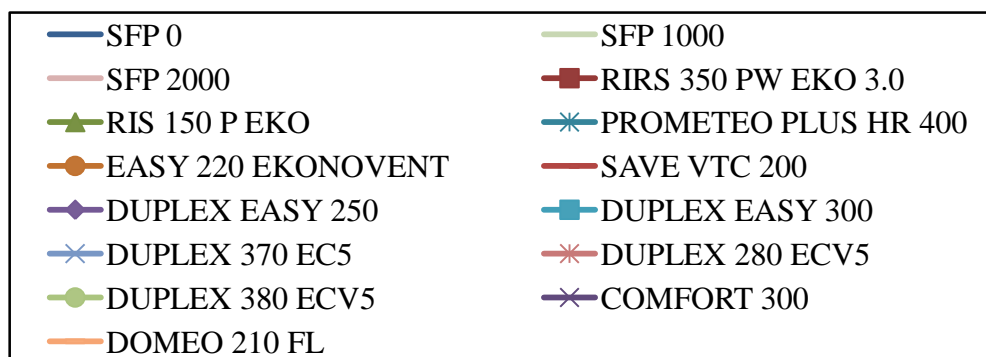 SFP 0
SFP 1000
SFP 2000
RIRS 350 PW EKO 3.0
RIS 150 P EKO
PROMETEO PLUS HR 400
EASY 220 EKONOVENT
SAVE VTC 200
DUPLEX EASY 250
DUPLEX EASY 300
DUPLEX 370 EC5
DUPLEX 280 ECV5
DUPLEX 380 ECV5
COMFORT 300
DOMEO 210 FL